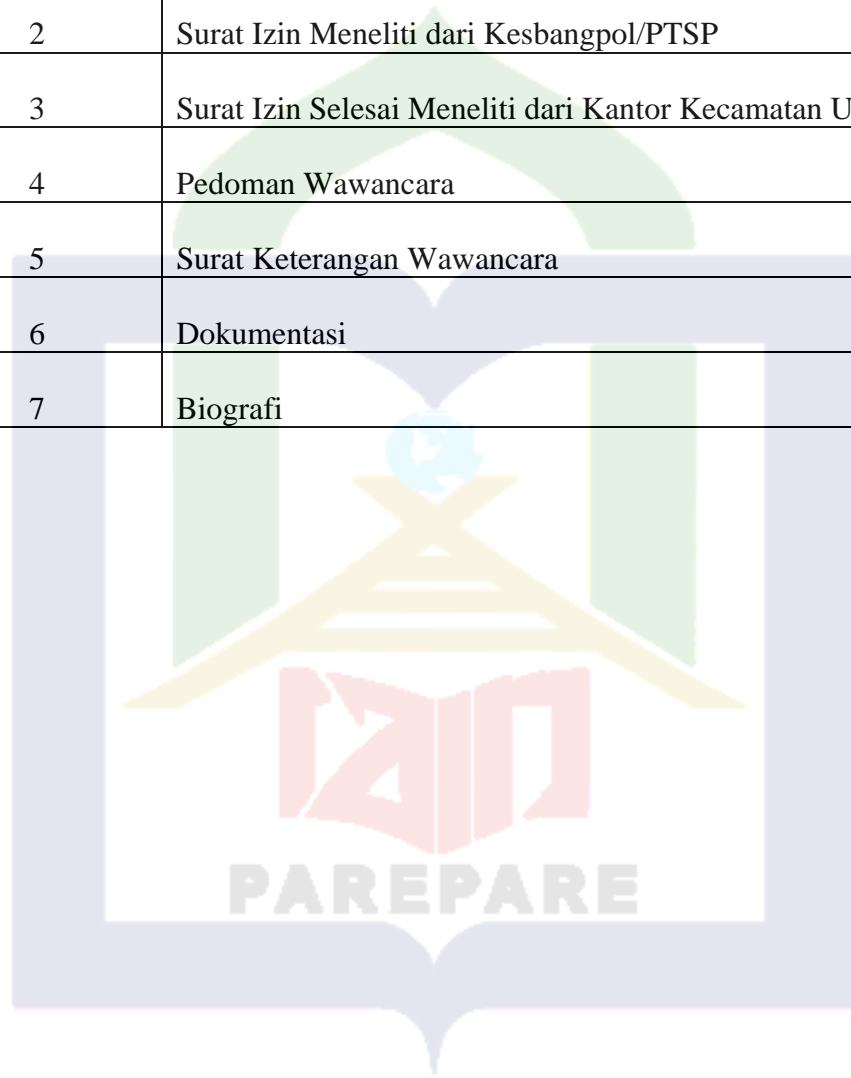 2 Surat Izin Meneliti dari Kesbangpol/PTSP
3 Surat Izin Selesai Meneliti dari Kantor Kecamatan U
4 Pedoman Wawancara
5 Surat Keterangan Wawancara
6 Dokumentasi
7 Biografi
iain
PAREPARE